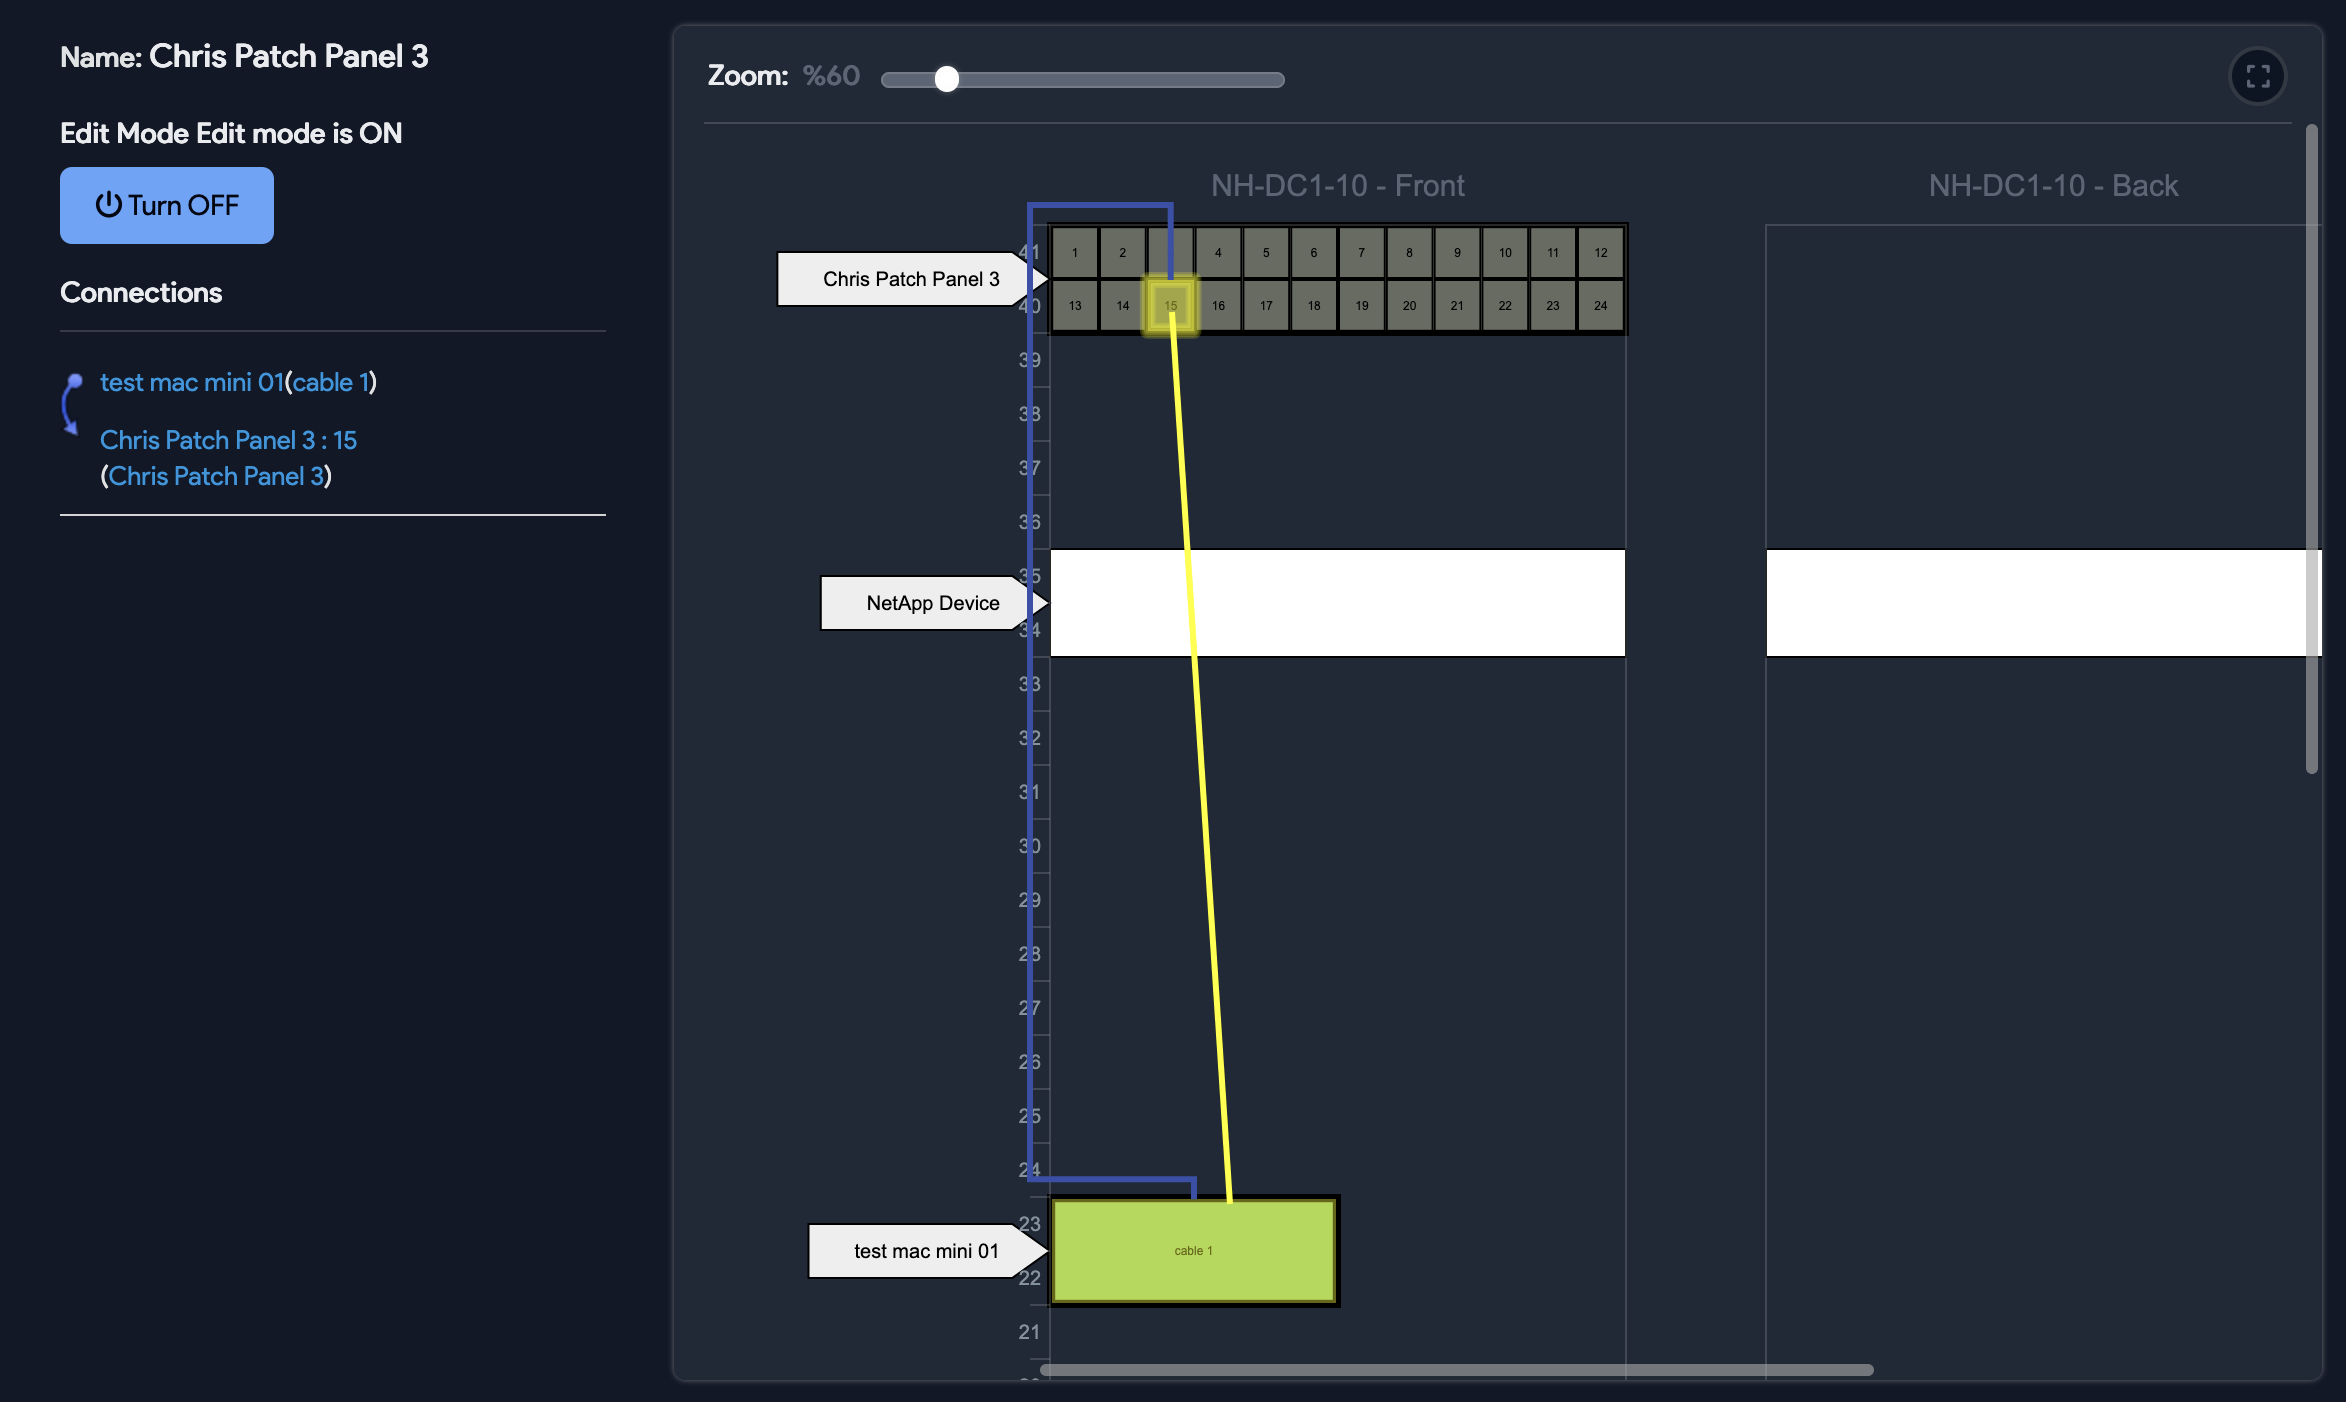 Name: Chris Patch Panel 3
Edit Mode Edit mode is ON
Turn OFF
Connections
test mac mini 01(cable 1)
Chris Patch Panel 3 : 15
(Chris Patch Panel 3)
Zoom: %60
NH-DC1-10 - Front
NH-DC1-10 - Back
41
1 2 4 5 6 7 8 9 10 11 12
Chris Patch Panel 3
40
13 14 15 16 17 18 19 20 21 22 23 24
39
38
37
36
35
NetApp Device
34
33
32
31
30
29
28
27
26
25
24
23
test mac mini 01
cable 1
22
21